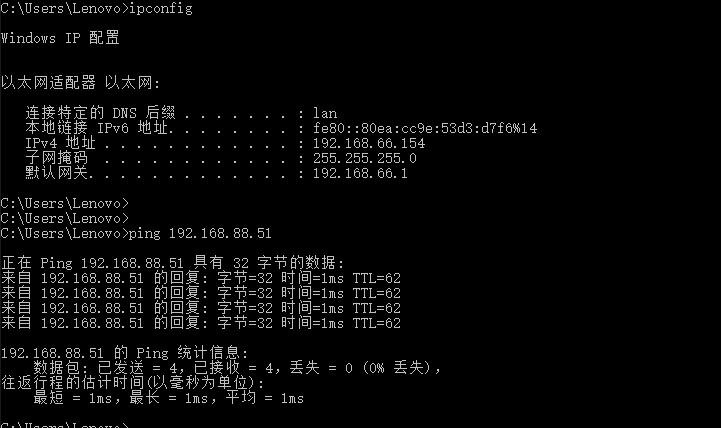 C:\Users\Lenovo>ipconfig
Windows IP 配置
以太网适配器 以太网:
连接特定的 DNS 后缀 . . . . . . . : lan
本地链接 IPv6 地址. . . . . . . . : fe80::80ea:cc9e:53d3:d7f6%14
IPv4 地址 . . . . . . . . . . . . : 192.168.66.154
子网掩码 . . . . . . . . . . . . : 255.255.255.0
默认网关. . . . . . . . . . . . . : 192.168.66.1
C:\Users\Lenovo>
C:\Users\Lenovo>
C:\Users\Lenovo>ping 192.168.88.51
正在 Ping 192.168.88.51 具有 32 字节的数据:
来自 192.168.88.51 的回复: 字节=32 时间=1ms TTL=62
来自 192.168.88.51 的回复: 字节=32 时间=1ms TTL=62
来自 192.168.88.51 的回复: 字节=32 时间=1ms TTL=62
来自 192.168.88.51 的回复: 字节=32 时间=1ms TTL=62
192.168.88.51 的 Ping 统计信息:
数据包: 已发送 = 4，已接收 = 4，丢失 = 0 (0% 丢失)，
往返行程的估计时间(以毫秒为单位):
最短 = 1ms，最长 = 1ms，平均 = 1ms
C:\Users\Lenovo>